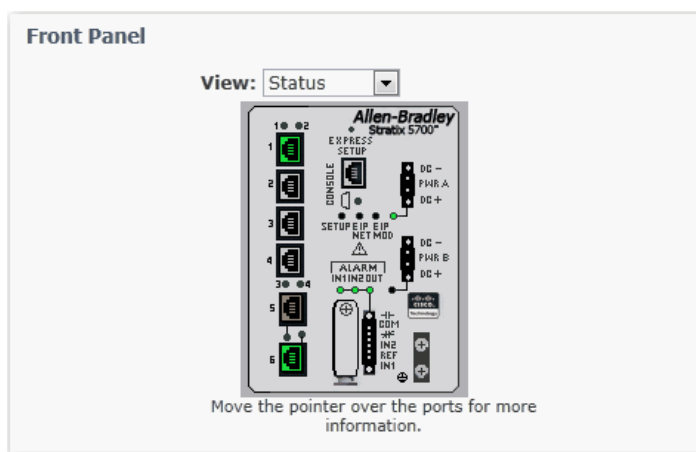 Front Panel
View: Status
Allen-Bradley
Stratix 5700™
1 2
EXPRESS
SETUP
1
CONSOLE
DC -
2
PWR A
DC +
3
SETUP EIP EIP
NET MOD
DC -
4
PWR B
ALARM
DC +
IN1 IN2 OUT
3 4
CISCO
Technology
5
COM
IN2
REF
6
IN1
Move the pointer over the ports for more
information.